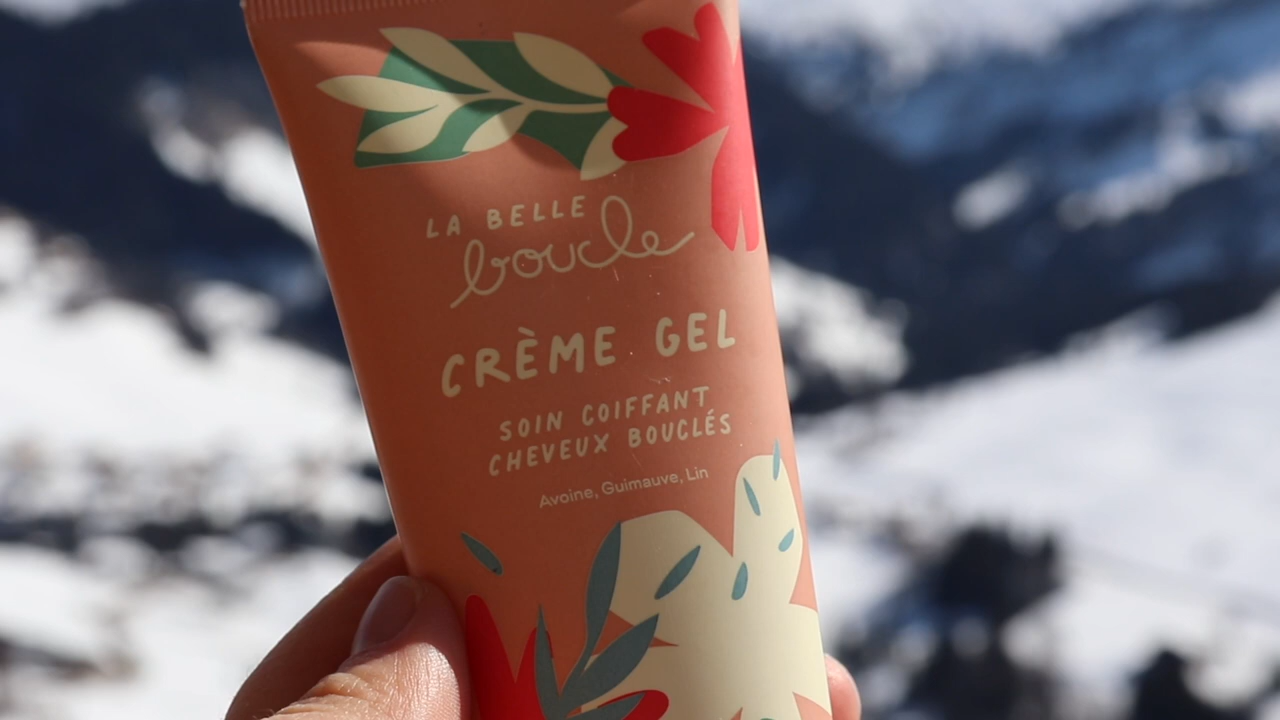 LA BELLE
boucle
CRÈME GEL
SOIN COIFFANT
CHEVEUX BOUCLÉS
Avoine, Guimauve, Lin